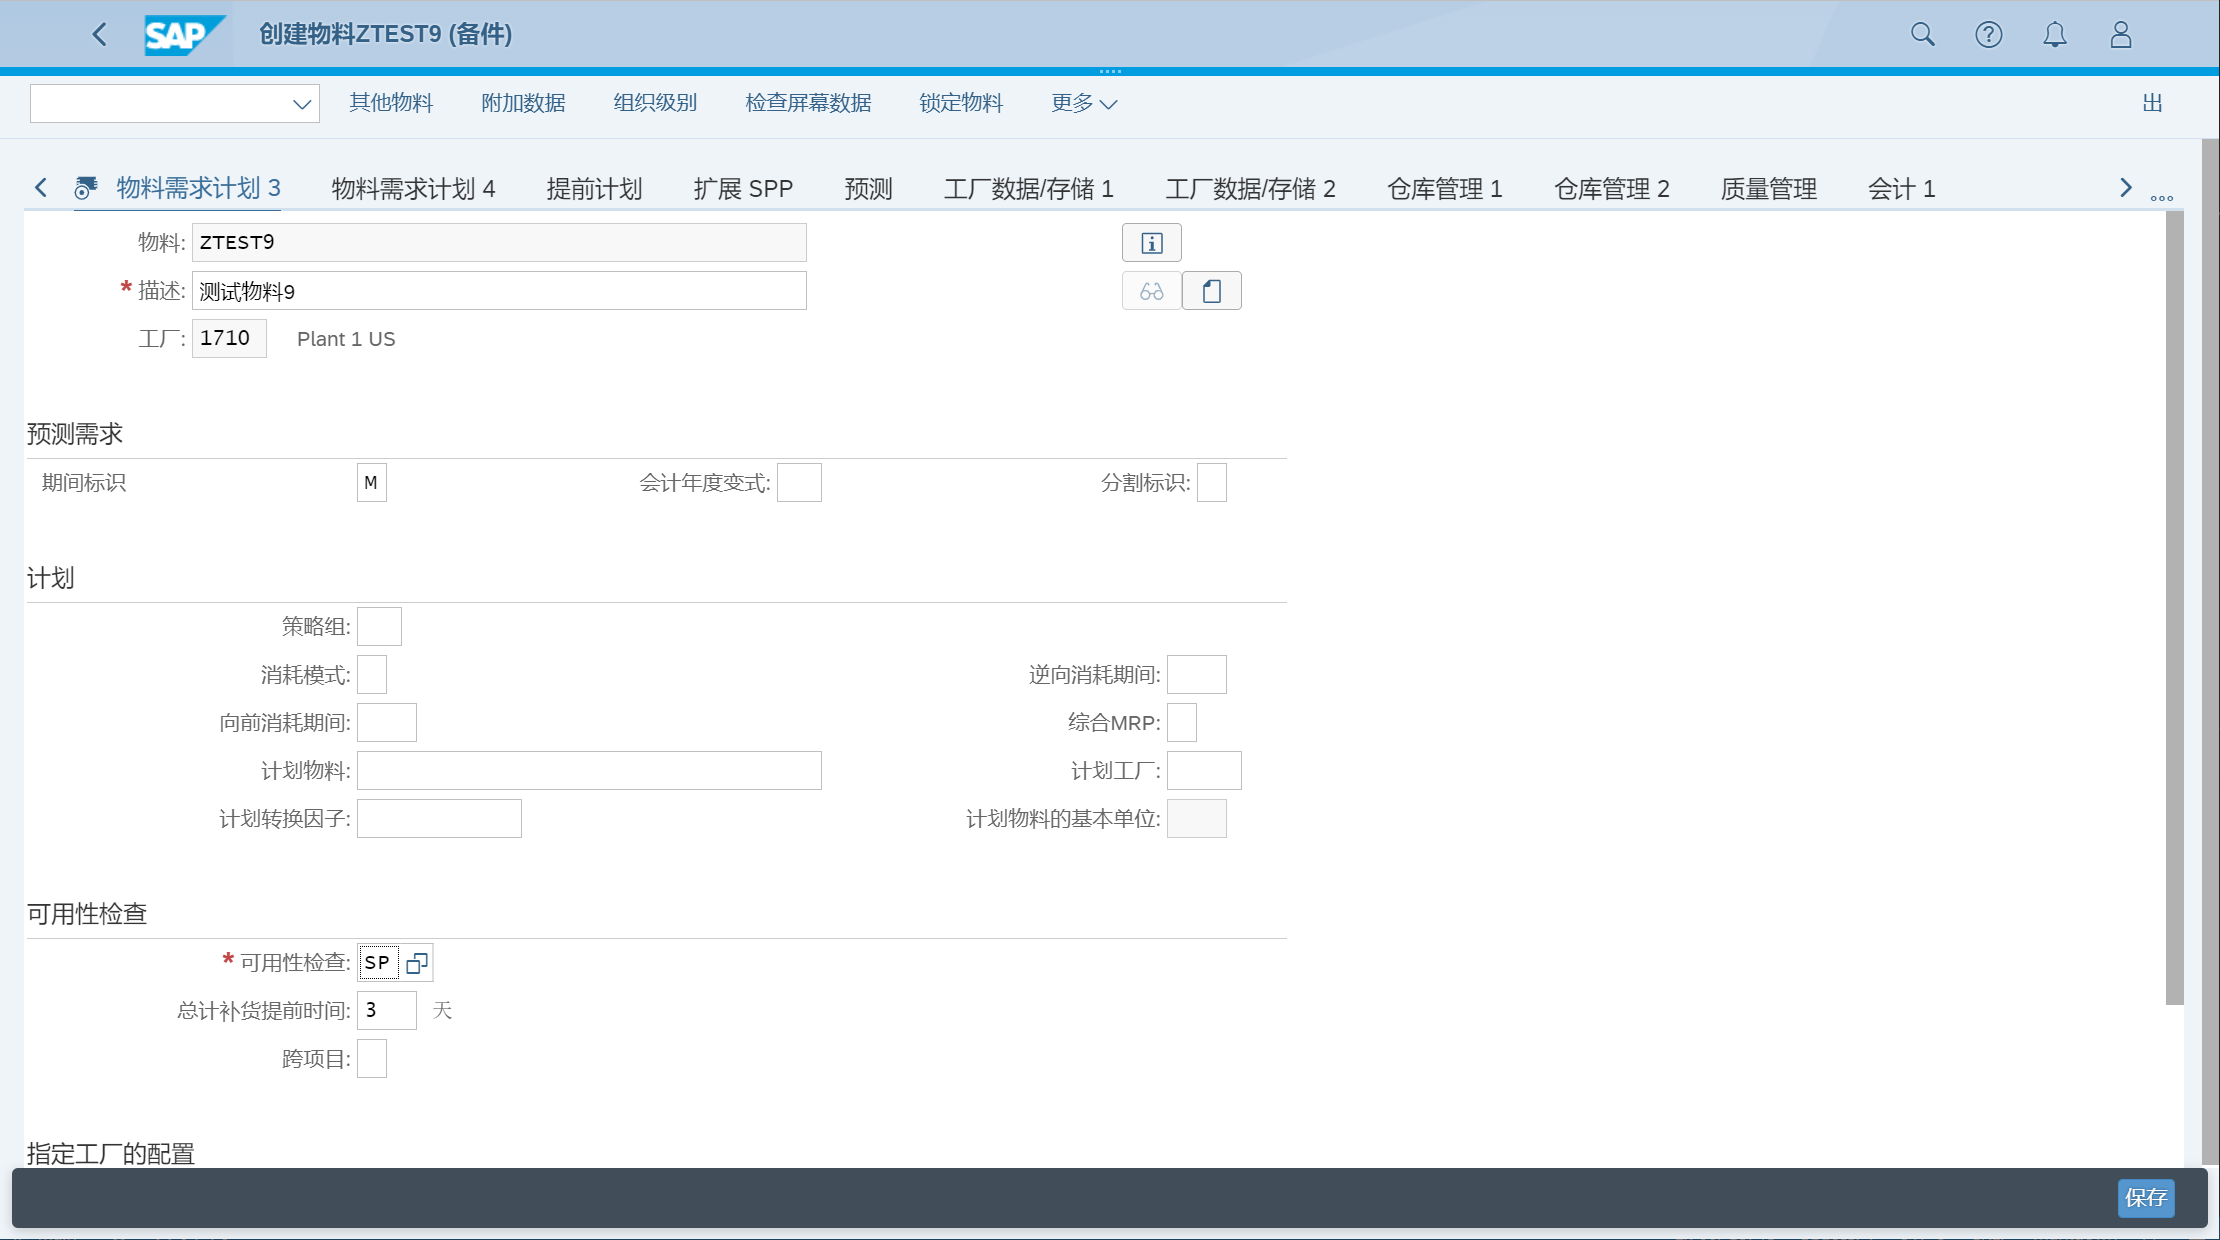 SAP 创建物料ZTEST9 (备件)
其他物料 附加数据 组织级别 检查屏幕数据 锁定物料 更多 出
物料需求计划 3 物料需求计划 4 提前计划 扩展 SPP 预测 工厂数据/存储 1 工厂数据/存储 2 仓库管理 1 仓库管理 2 质量管理 会计 1 ...
物料: ZTEST9
* 描述: 测试物料9
工厂: 1710 Plant 1 US
预测需求
期间标识 M 会计年度变式: 分割标识:
计划
策略组:
消耗模式: 逆向消耗期间:
向前消耗期间: 综合MRP:
计划物料: 计划工厂:
计划转换因子: 计划物料的基本单位:
可用性检查
* 可用性检查: SP
总计补货提前时间: 3 天
跨项目:
指定工厂的配置
保存